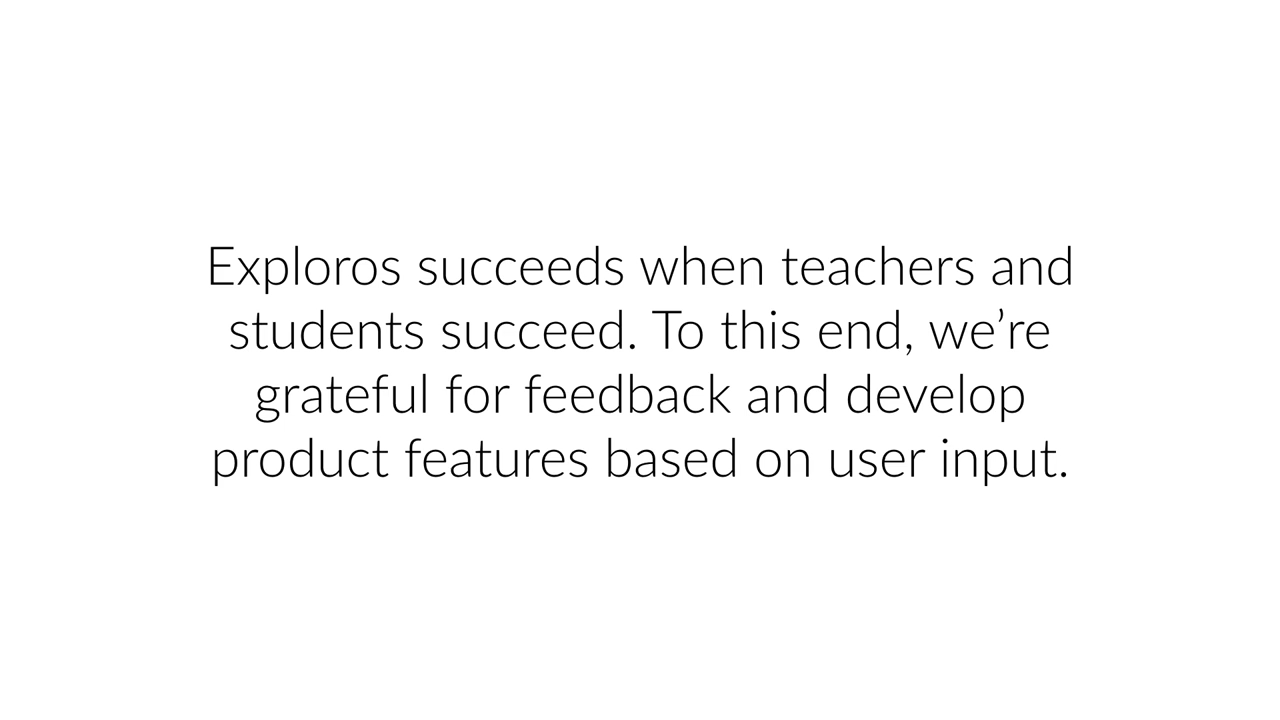 Exploros succeeds when teachers and
students succeed. To this end, we’re
grateful for feedback and develop
product features based on user input.